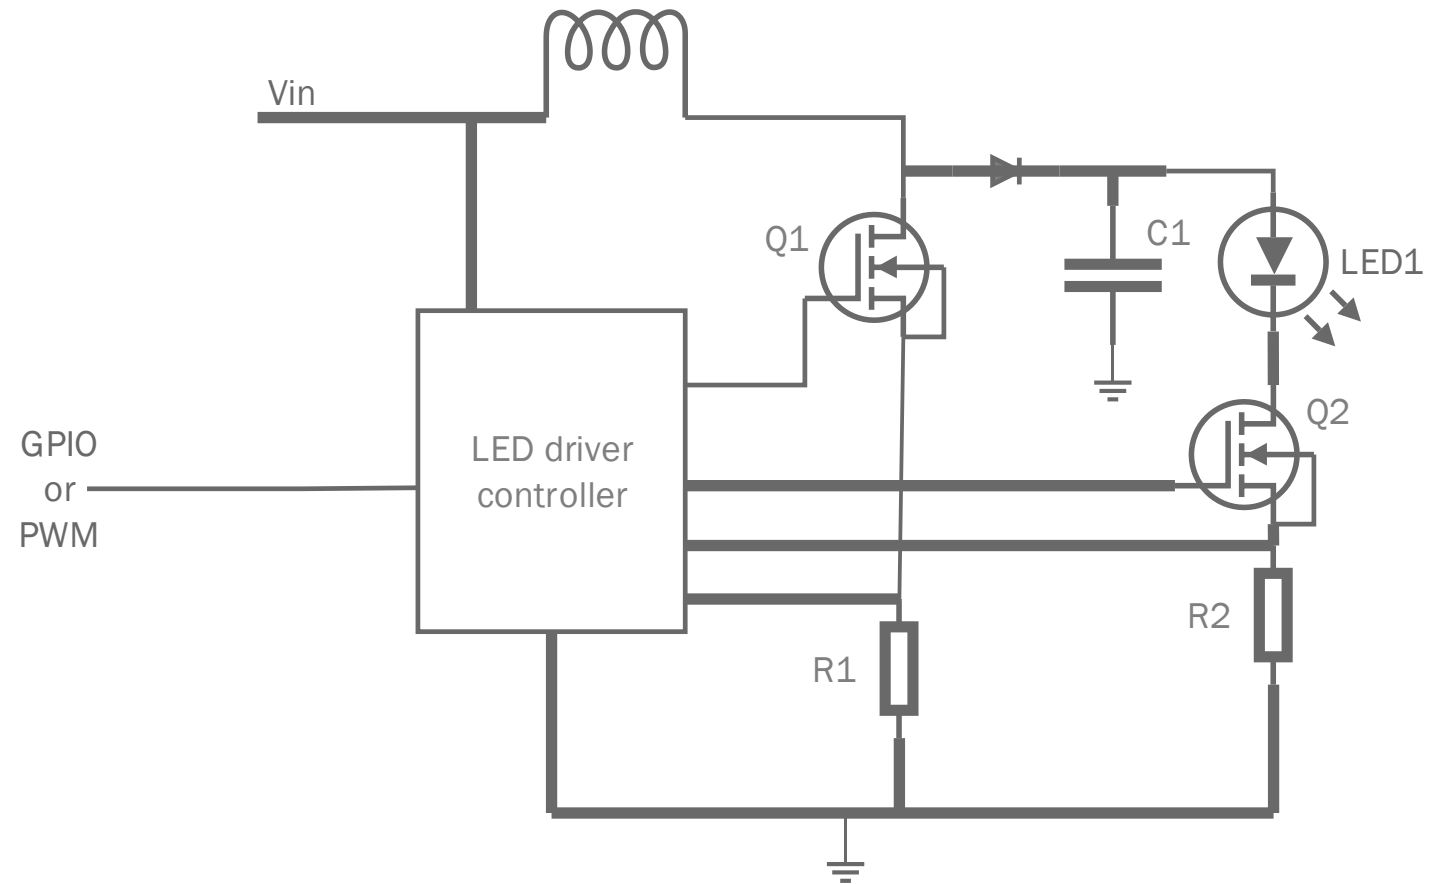 Vin
Q1
C1
LED1
Q2
GPIO
or
PWM
LED driver
controller
R2
R1